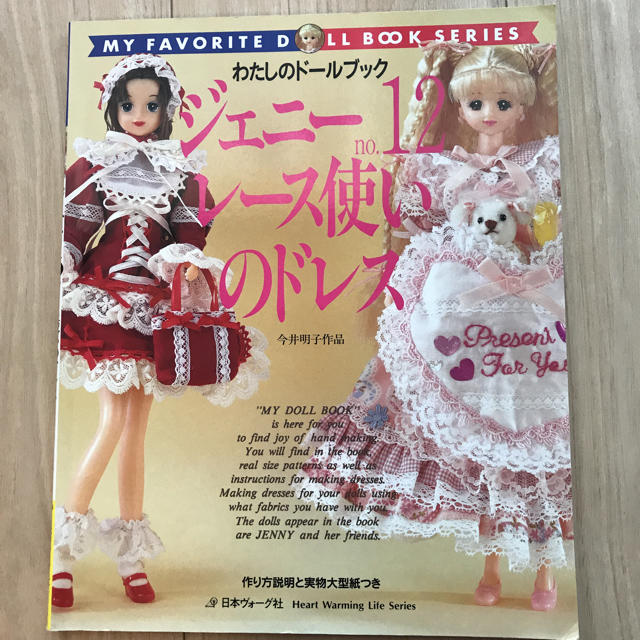 MY FAVORITE DOLL BOOK SERIES
わたしのドールブック
ジェニー no.12
レース使い
のドレス
今井明子作品
Present
For You
"MY DOLL BOOK"
is here for you
to find joy of hand making.
You will find in the book,
real size patterns as well as
instructions for making dresses.
Making dresses for your dolls using
what fabrics you have with you.
The dolls appear in the book
are JENNY and her friends.
作り方説明と実物大型紙つき
日本ヴォーグ社 Heart Warming Life Series